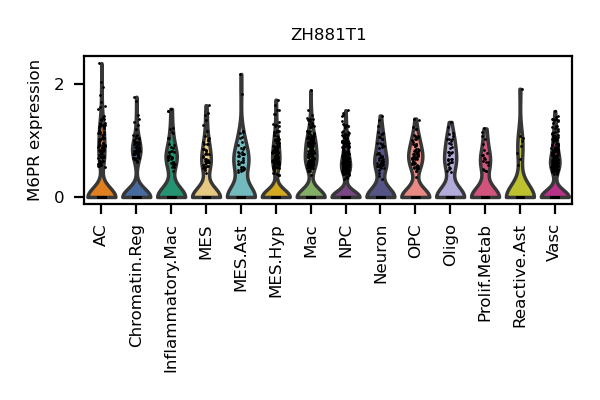 ZH881T1
M6PR expression
2
0
AC
Chromatin.Reg
Inflammatory.Mac
MES
MES.Ast
MES.Hyp
Mac
NPC
Neuron
OPC
Oligo
Prolif.Metab
Reactive.Ast
Vasc